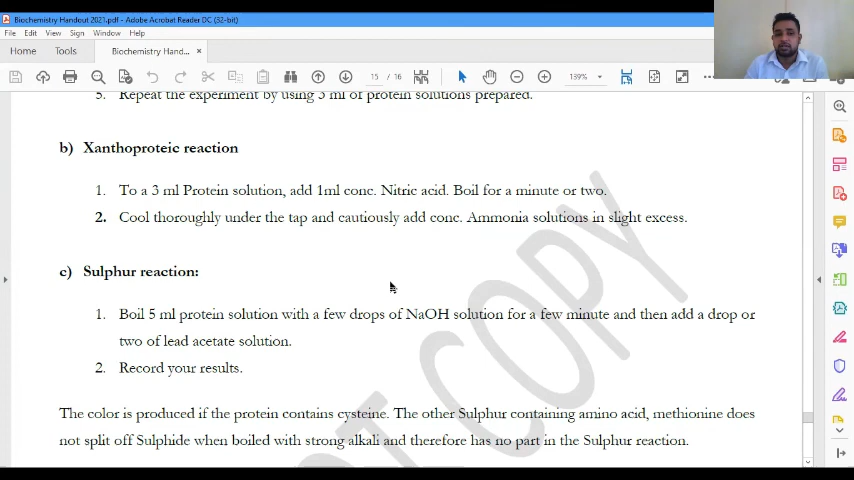 Biochemistry Handout 2021.pdf - Adobe Acrobat Reader DC (32-bit)
File Edit View Sign Window Help
Home Tools Biochemistry Hand... ×
15 / 16 139%
5. Repeat the experiment by using 3 ml of protein solutions prepared.
b) Xanthoproteic reaction
1. To a 3 ml Protein solution, add 1ml conc. Nitric acid. Boil for a minute or two.
2. Cool thoroughly under the tap and cautiously add conc. Ammonia solutions in slight excess.
c) Sulphur reaction:
1. Boil 5 ml protein solution with a few drops of NaOH solution for a few minute and then add a drop or
two of lead acetate solution.
2. Record your results.
The color is produced if the protein contains cysteine. The other Sulphur containing amino acid, methionine does
not split off Sulphide when boiled with strong alkali and therefore has no part in the Sulphur reaction.
T COPY